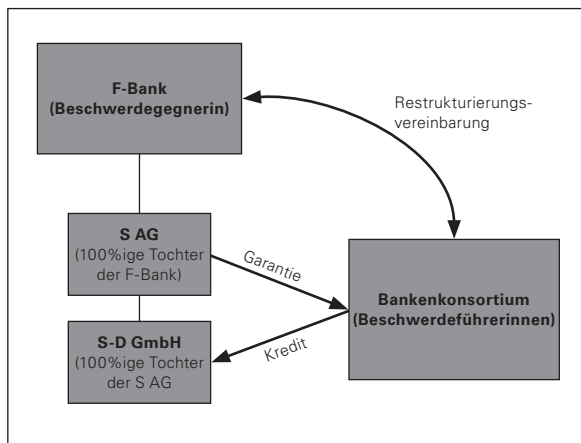 F-Bank
(Beschwerdegegnerin)
Restrukturierungs-
vereinbarung
S AG
(100%ige Tochter
der F-Bank)
Garantie
Bankenkonsortium
(Beschwerdeführerinnen)
S-D GmbH
(100%ige Tochter
der S AG
Kredit